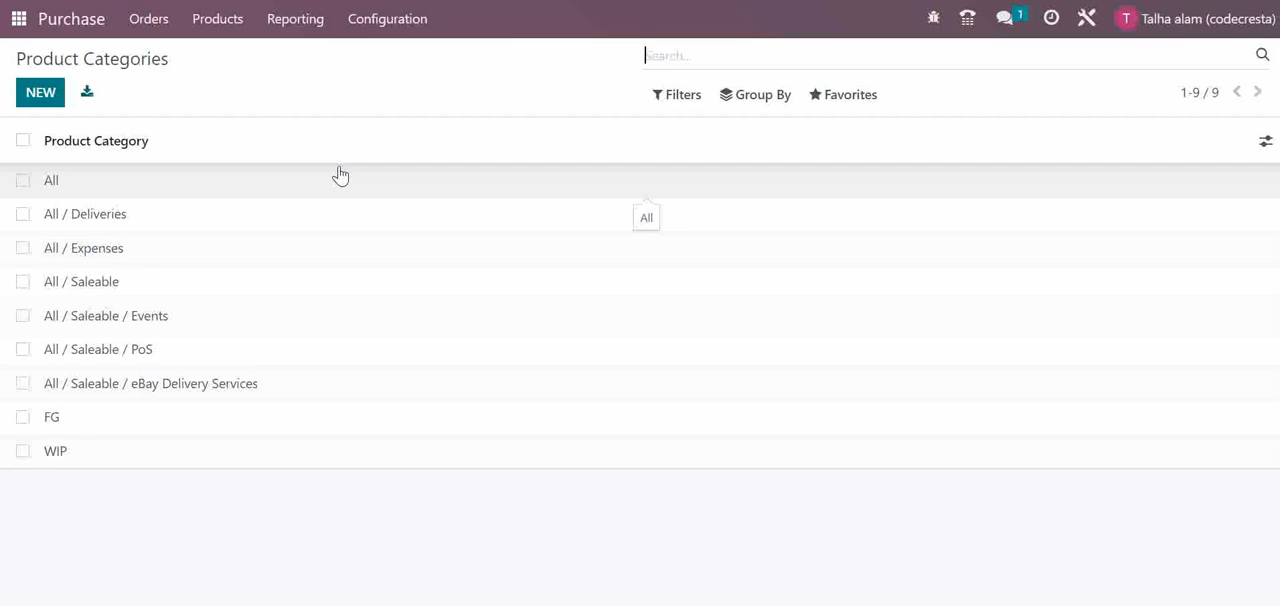 Purchase Orders Products Reporting Configuration 1 T Talha alam (codecresta)
Product Categories Search...
NEW Filters Group By Favorites 1-9 / 9
Product Category
All
All
All / Deliveries
All / Expenses
All / Saleable
All / Saleable / Events
All / Saleable / PoS
All / Saleable / eBay Delivery Services
FG
WIP